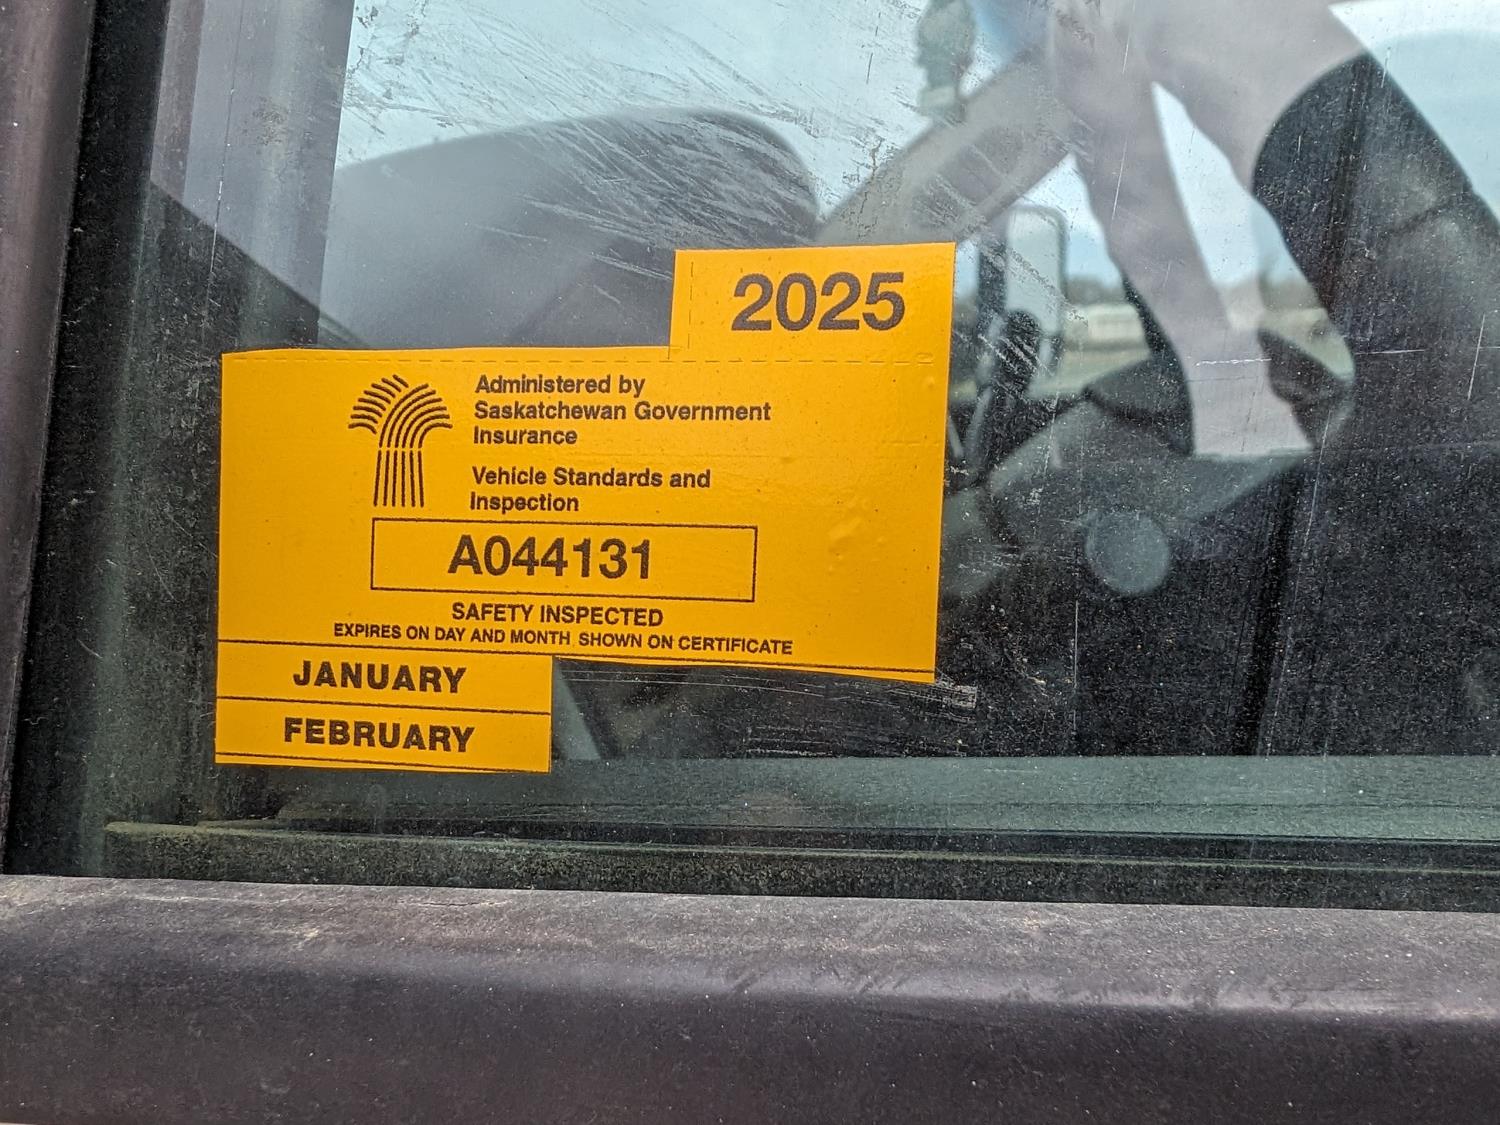 2025
Administered by
Saskatchewan Government
Insurance
Vehicle Standards and
Inspection
A044131
SAFETY INSPECTED
EXPIRES ON DAY AND MONTH SHOWN ON CERTIFICATE
JANUARY
FEBRUARY